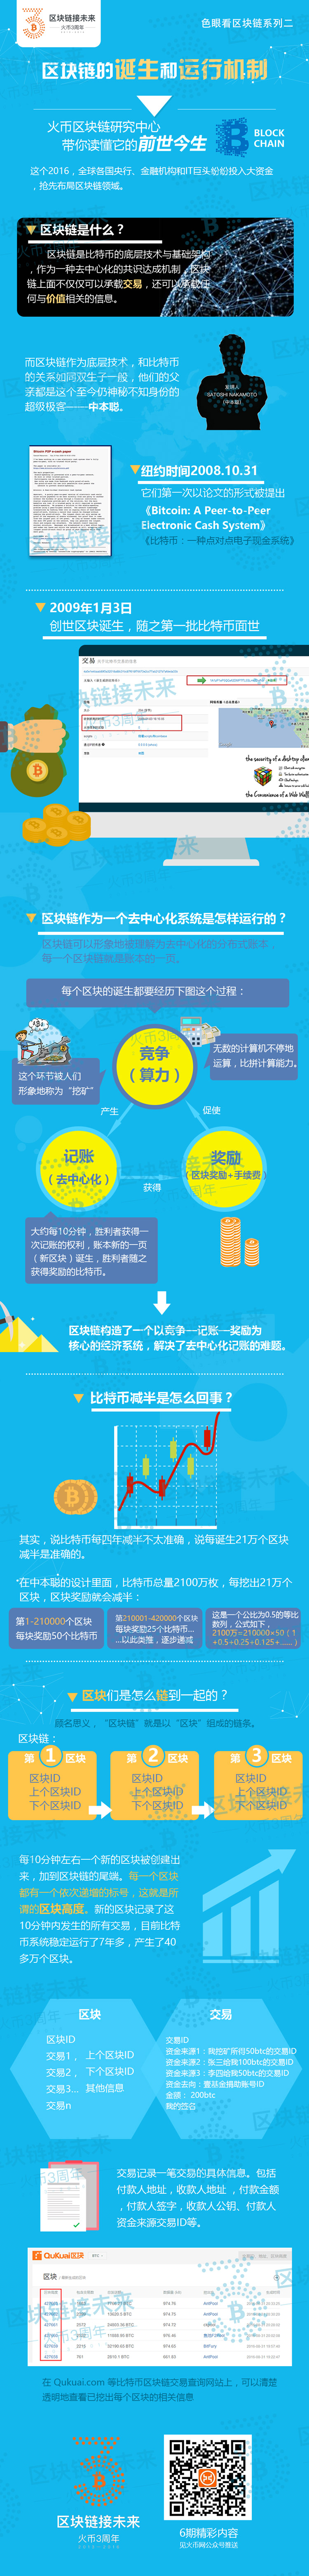 区块链接未来
火币3周年
色眼看区块链系列二
区块链的诞生和运行机制
火币区块链研究中心
带你读懂它的前世今生
BLOCK
CHAIN
这个2016，全球各国央行、金融机构和IT巨头纷纷投入大资金
，抢先布局区块链领域。
区块链是什么？
区块链是比特币的底层技术与基础架构
，作为一种去中心化的共识达成机制，区块
链上面不仅仅可以承载交易，还可以承载任
何与价值相关的信息。
而区块链作为底层技术，和比特币
的关系如同双生子一般，他们的父
亲都是这个至今仍神秘不知身份的
超级极客——中本聪。
发明人
SATOSHI NAKAMOTO
(中本聪)
Bitcoin P2P e-cash paper
纽约时间2008.10.31
它们第一次以论文的形式被提出
《Bitcoin: A Peer-to-Peer
Electronic Cash System》
《比特币：一种点对点电子现金系统》
2009年1月3日
创世区块诞生，随之第一批比特币面世
交易
the security of a desktop client
the Convenience of a Web Wallet
区块链作为一个去中心化系统是怎样运行的？
区块链可以形象地被理解为去中心化的分布式账本，
每一个区块链就是账本的一页。
每个区块的诞生都要经历下图这个过程：
竞争
（算力）
无数的计算机不停地
运算，比拼计算能力。
这个环节被人们
形象地称为“挖矿”
产生
促使
记账
（去中心化）
奖励
（区块奖励+手续费）
获得
大约每10分钟，胜利者获得一
次记账的权利，账本新的一页
（新区块）诞生，胜利者随之
获得奖励的比特币。
区块链构造了一个以竞争—记账—奖励为
核心的经济系统，解决了去中心化记账的难题。
比特币减半是怎么回事？
其实，说比特币每四年减半不太准确，说每诞生21万个区块
减半是准确的。
在中本聪的设计里面，比特币总量2100万枚，每挖出21万个
区块，区块奖励就会减半：
第1-210000个区块
每块奖励50个比特币
第210001-420000个区块
每块奖励25个比特币...
...以此类推，逐步递减
这是一个公比为0.5的等比
数列，公式如下，
2100万=210000×50（1
+0.5+0.25+0.125+......）
区块们是怎么链到一起的？
顾名思义，“区块链”就是以“区块”组成的链条。
区块链：
第1区块
区块ID
上个区块ID
下个区块ID
第2区块
区块ID
上个区块ID
下个区块ID
第3区块
区块ID
上个区块ID
下个区块ID
每10分钟左右一个新的区块被创建出
来，加到区块链的尾端。每一个区块
都有一个依次递增的标号，这就是所
谓的区块高度。新的区块记录了这
10分钟内发生的所有交易，目前比特
币系统稳定运行了7年多，产生了40
多万个区块。
区块
区块ID
交易1， 上个区块ID
交易2， 下个区块ID
交易3... 其他信息
交易n
交易
交易ID
资金来源1：我挖矿所得50btc的交易ID
资金来源2：张三给我100btc的交易ID
资金来源3：李四给我50btc的交易ID
资金去向：壹基金捐助账号ID
金额： 200btc
我的签名
交易记录一笔交易的具体信息。包括
付款人地址，收款人地址 ，付款金额
，付款人签字，收款人公钥、付款人
资金来源交易ID等。
QuKuai区块
BTC
区块
在 Qukuai.com 等比特币区块链交易查询网站上，可以清楚
透明地查看已挖出每个区块的相关信息
区块链接未来
火币3周年
6期精彩内容
见火币网公众号推送